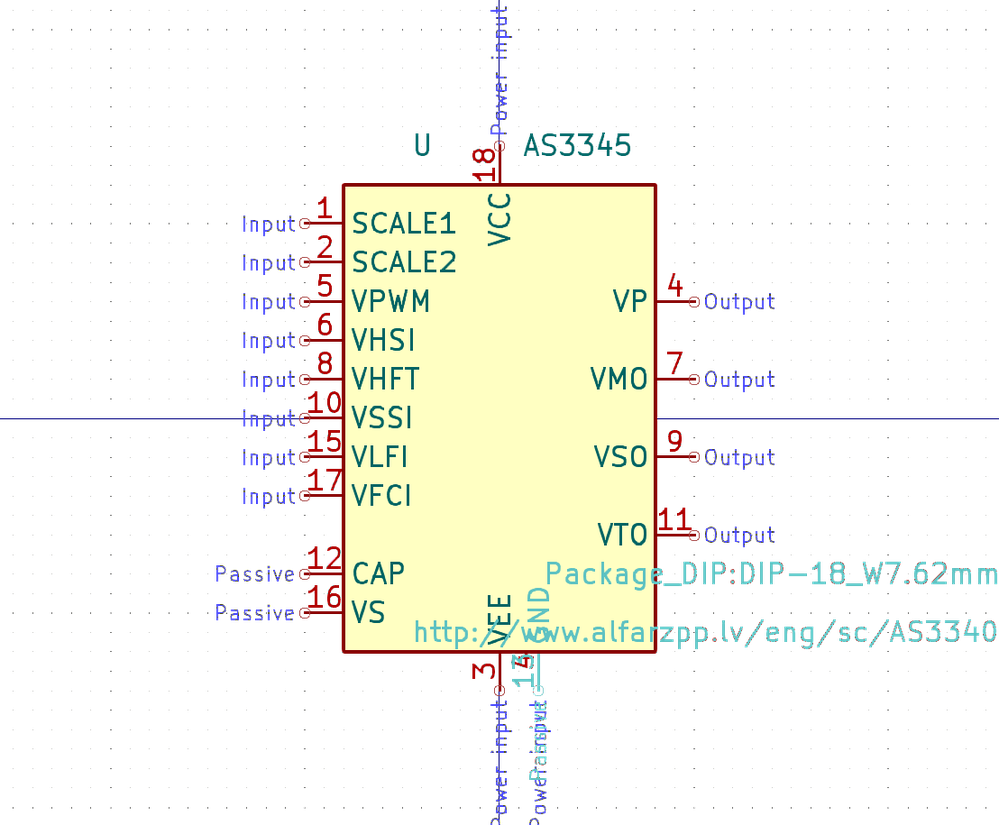 Power input
18
U AS3345
VCC
Input 1 SCALE1
Input 2 SCALE2
Input 5 VPWM
VP 4 Output
Input 6 VHSI
Input 8 VHFT
VMO 7 Output
Input 10 VSSI
Input 15 VLFI
VSO 9 Output
Input 17 VFCI
VTO 11 Output
Passive 12 CAP
Package_DIP:DIP-18_W7.62mm
Passive 16 VS
VEE
GND
http://www.alfarzpp.lv/eng/sc/AS3340
3
Power input
Power input
Passive